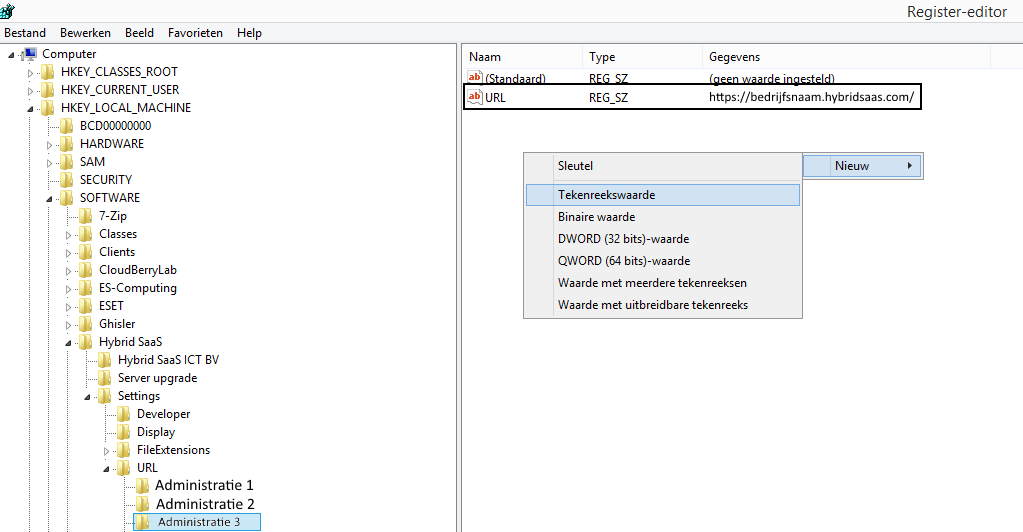 Register-editor
Bestand Bewerken Beeld Favorieten Help
Computer
HKEY_CLASSES_ROOT
HKEY_CURRENT_USER
HKEY_LOCAL_MACHINE
BCD00000000
HARDWARE
SAM
SECURITY
SOFTWARE
7-Zip
Classes
Clients
CloudBerryLab
ES-Computing
ESET
Ghisler
Hybrid SaaS
Hybrid SaaS ICT BV
Server upgrade
Settings
Developer
Display
FileExtensions
URL
Administratie 1
Administratie 2
Administratie 3
Naam Type Gegevens
ab (Standaard) REG_SZ (geen waarde ingesteld)
ab URL REG_SZ https://bedrijfsnaam.hybridsaas.com/
Nieuw
Sleutel
Tekenreekswaarde
Binaire waarde
DWORD (32 bits)-waarde
QWORD (64 bits)-waarde
Waarde met meerdere tekenreeksen
Waarde met uitbreidbare tekenreeks